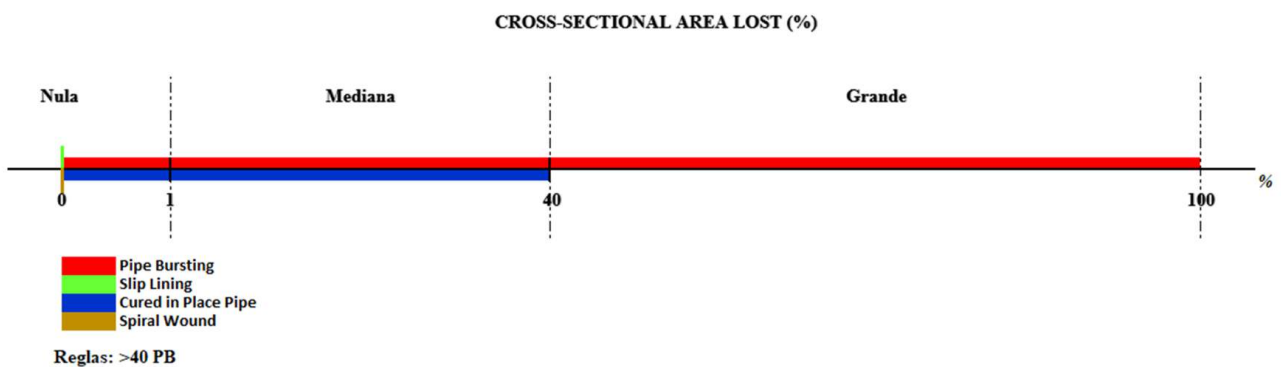 CROSS-SECTIONAL AREA LOST (%)
Nula Mediana Grande
%
0 1 40 100
Pipe Bursting
Slip Lining
Cured in Place Pipe
Spiral Wound
Reglas: >40 PB